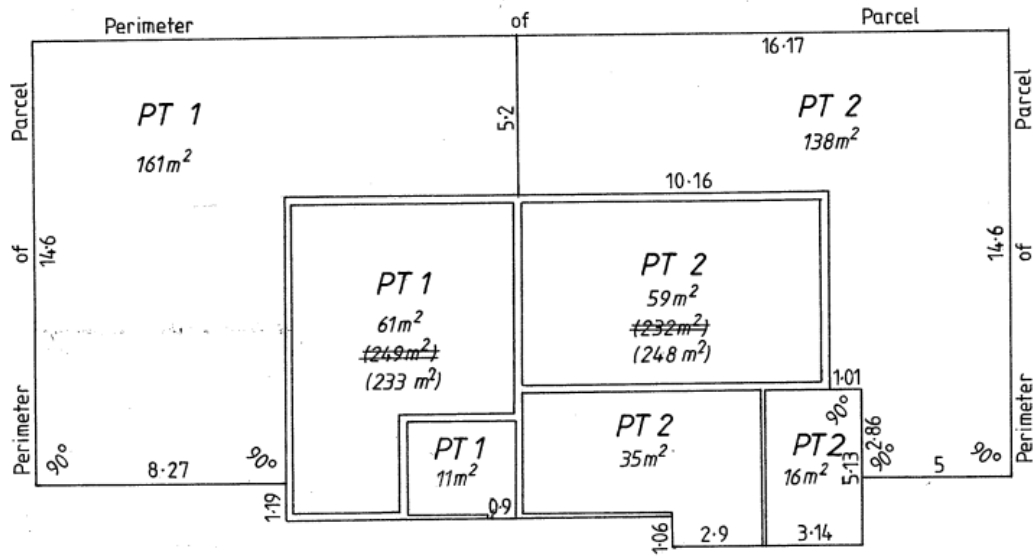 Perimeter of Parcel
16·17
Parcel
of
Perimeter
14·6
PT 1
161m²
5·2
PT 2
138m²
Parcel
of
Perimeter
14·6
10·16
PT 1
61m²
(249m²)
(233 m²)
PT 2
59m²
(232m²)
(248 m²)
1·01
90°
90°
90°
8·27
1·19
PT 1
11m²
0·9
PT 2
35m²
PT2
16m²
5·13
2·86
90°
90°
5
1·06
2·9
3·14